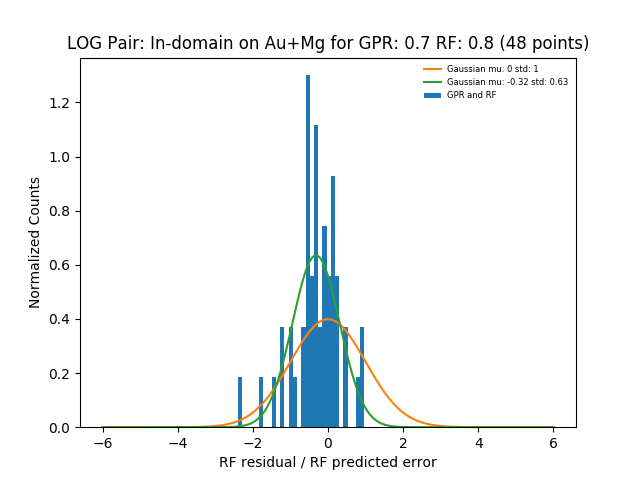 LOG Pair: In-domain on Au+Mg for GPR: 0.7 RF: 0.8 (48 points)
Gaussian mu: 0 std: 1
Gaussian mu: -0.32 std: 0.63
GPR and RF
Normalized Counts
1.2
1.0
0.8
0.6
0.4
0.2
0.0
−6 −4 −2 0 2 4 6
RF residual / RF predicted error